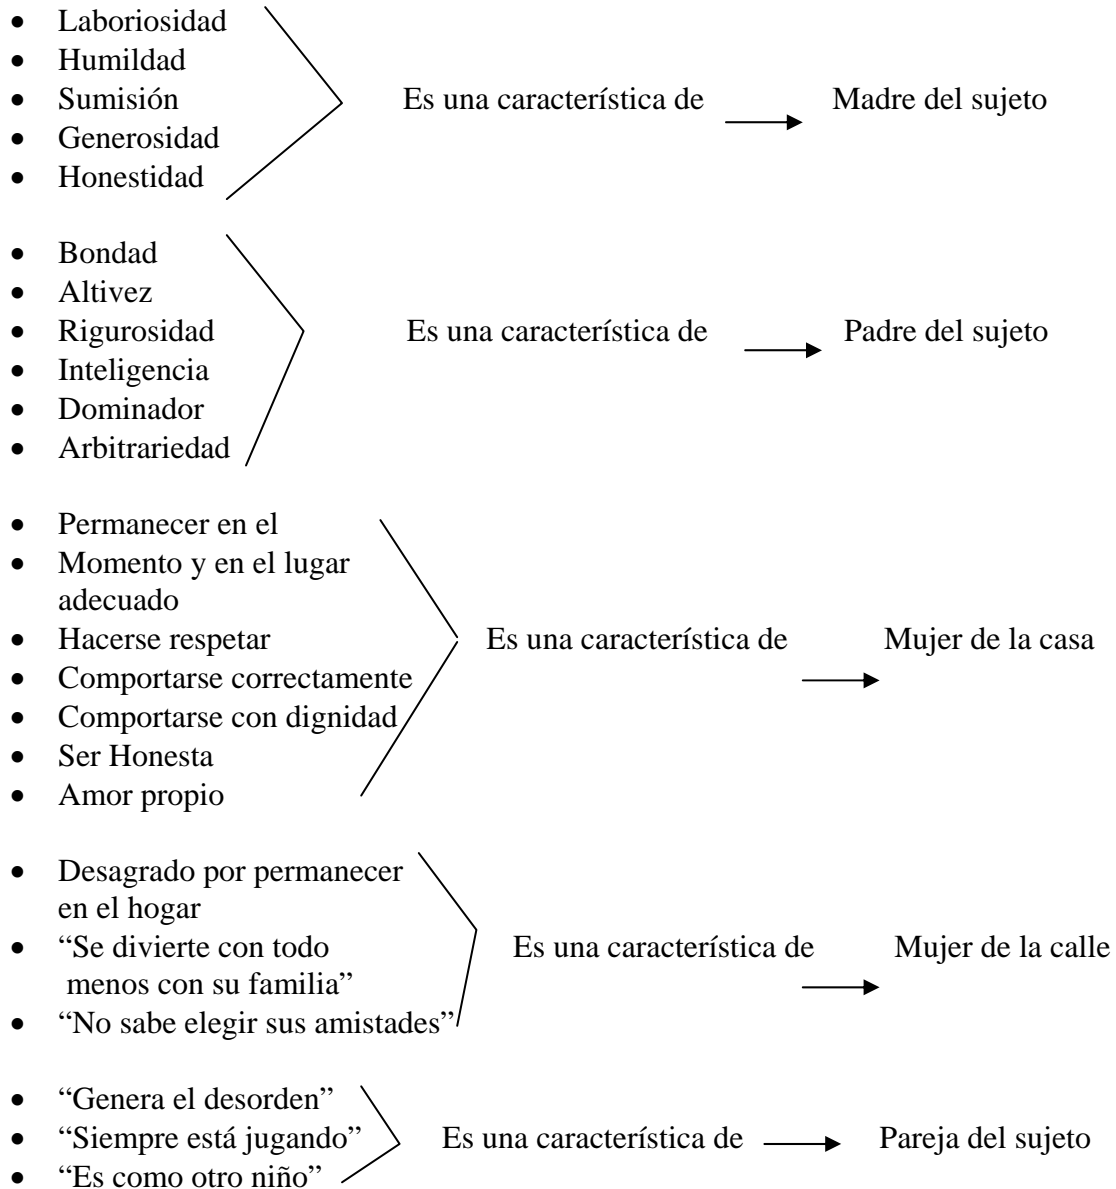 • Laboriosidad
• Humildad
• Sumisión Es una característica de Madre del sujeto
• Generosidad
• Honestidad
• Bondad
• Altivez
• Rigurosidad Es una característica de Padre del sujeto
• Inteligencia
• Dominador
• Arbitrariedad
• Permanecer en el
• Momento y en el lugar
adecuado
• Hacerse respetar Es una característica de Mujer de la casa
• Comportarse correctamente
• Comportarse con dignidad
• Ser Honesta
• Amor propio
• Desagrado por permanecer
en el hogar
• “Se divierte con todo Es una característica de Mujer de la calle
menos con su familia”
• “No sabe elegir sus amistades”
• “Genera el desorden”
• “Siempre está jugando” Es una característica de Pareja del sujeto
• “Es como otro niño”